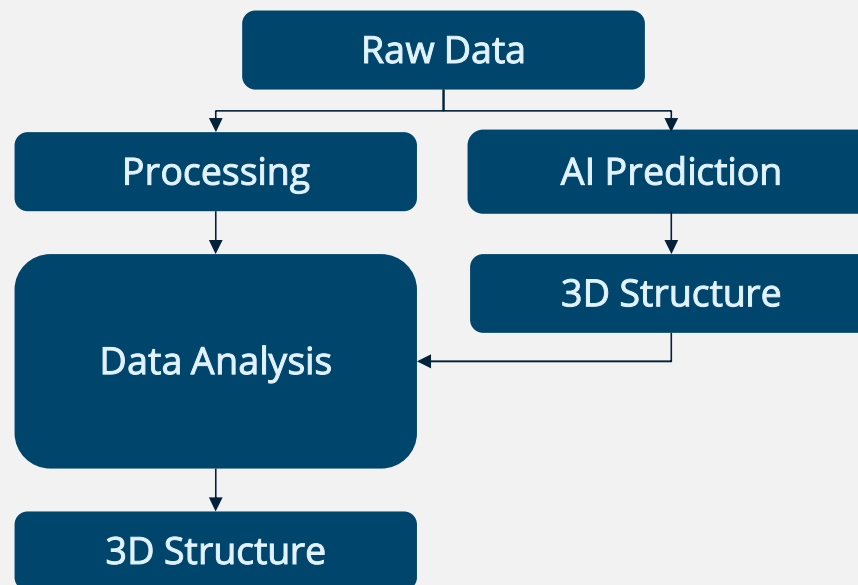 Raw Data
Processing
AI Prediction
3D Structure
Data Analysis
3D Structure